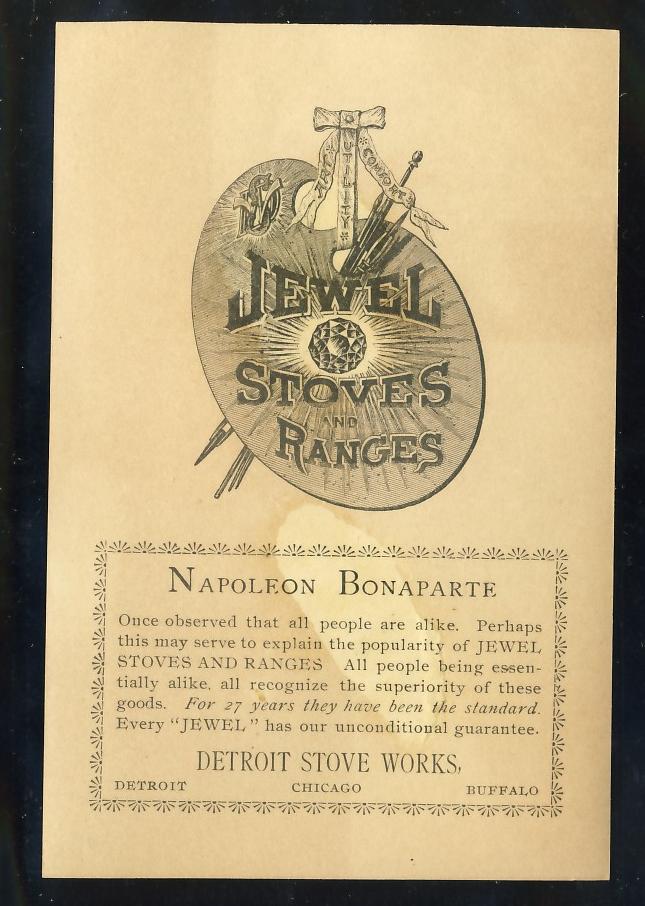 ART UTILITY COMFORT
DSW
JEWEL
STOVES
AND
RANGES
NAPOLEON BONAPARTE
Once observed that all people are alike. Perhaps
this may serve to explain the popularity of JEWEL
STOVES AND RANGES All people being essen-
tially alike, all recognize the superiority of these
goods. For 27 years they have been the standard.
Every "JEWEL" has our unconditional guarantee.
DETROIT STOVE WORKS,
DETROIT CHICAGO BUFFALO